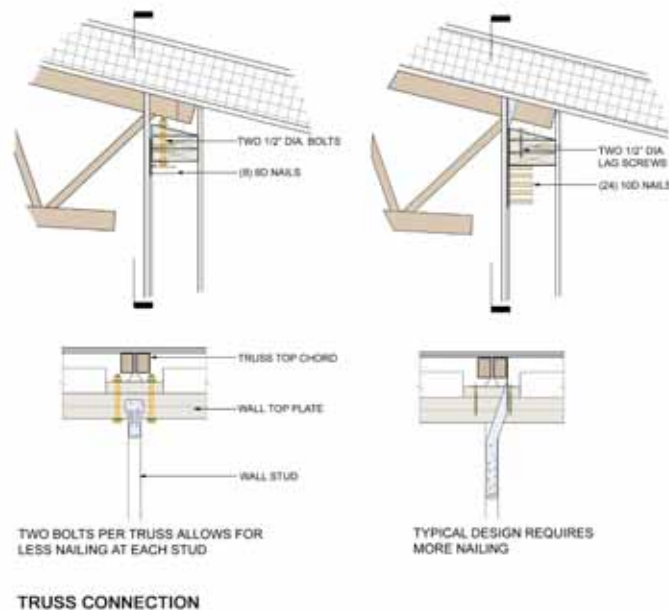 TWO 1/2" DIA. BOLTS
(8) 8D NAILS
TWO 1/2" DIA.
LAG SCREWS
(24) 10D NAILS
TRUSS TOP CHORD
WALL TOP PLATE
WALL STUD
TWO BOLTS PER TRUSS ALLOWS FOR
LESS NAILING AT EACH STUD
TYPICAL DESIGN REQUIRES
MORE NAILING
TRUSS CONNECTION